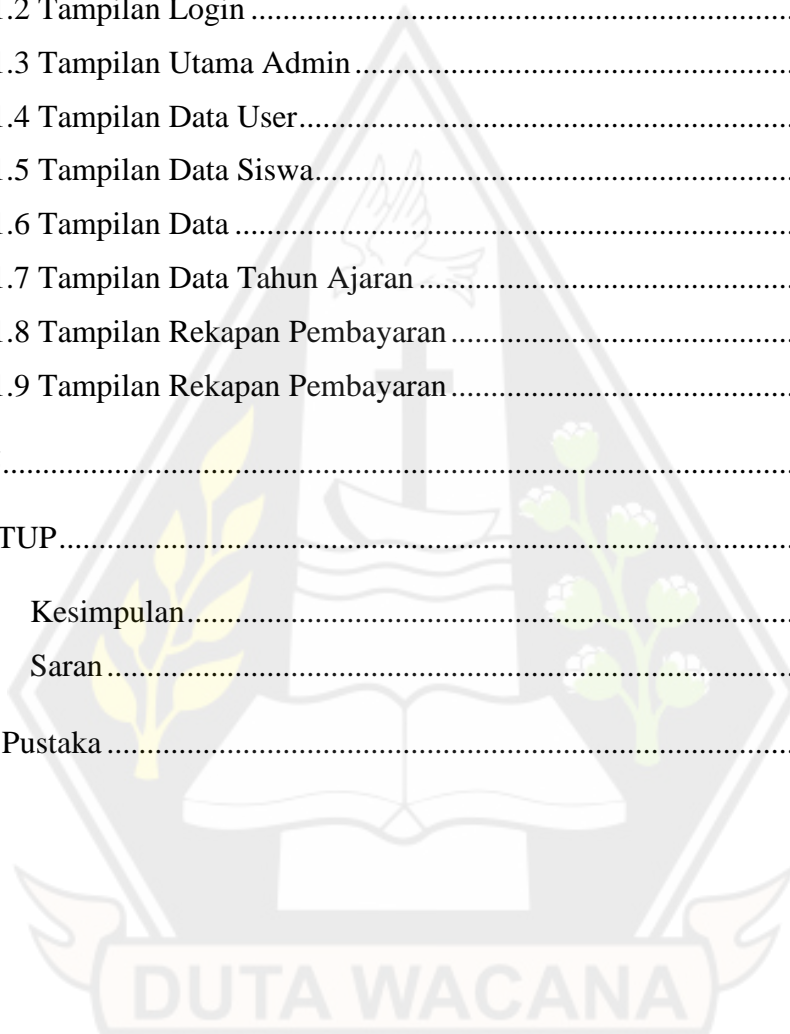 .2 Tampilan Login
.3 Tampilan Utama Admin
.4 Tampilan Data User
.5 Tampilan Data Siswa
.6 Tampilan Data
.7 Tampilan Data Tahun Ajaran
.8 Tampilan Rekapan Pembayaran
.9 Tampilan Rekapan Pembayaran
TUP
Kesimpulan
Saran
Pustaka
DUTA WACANA